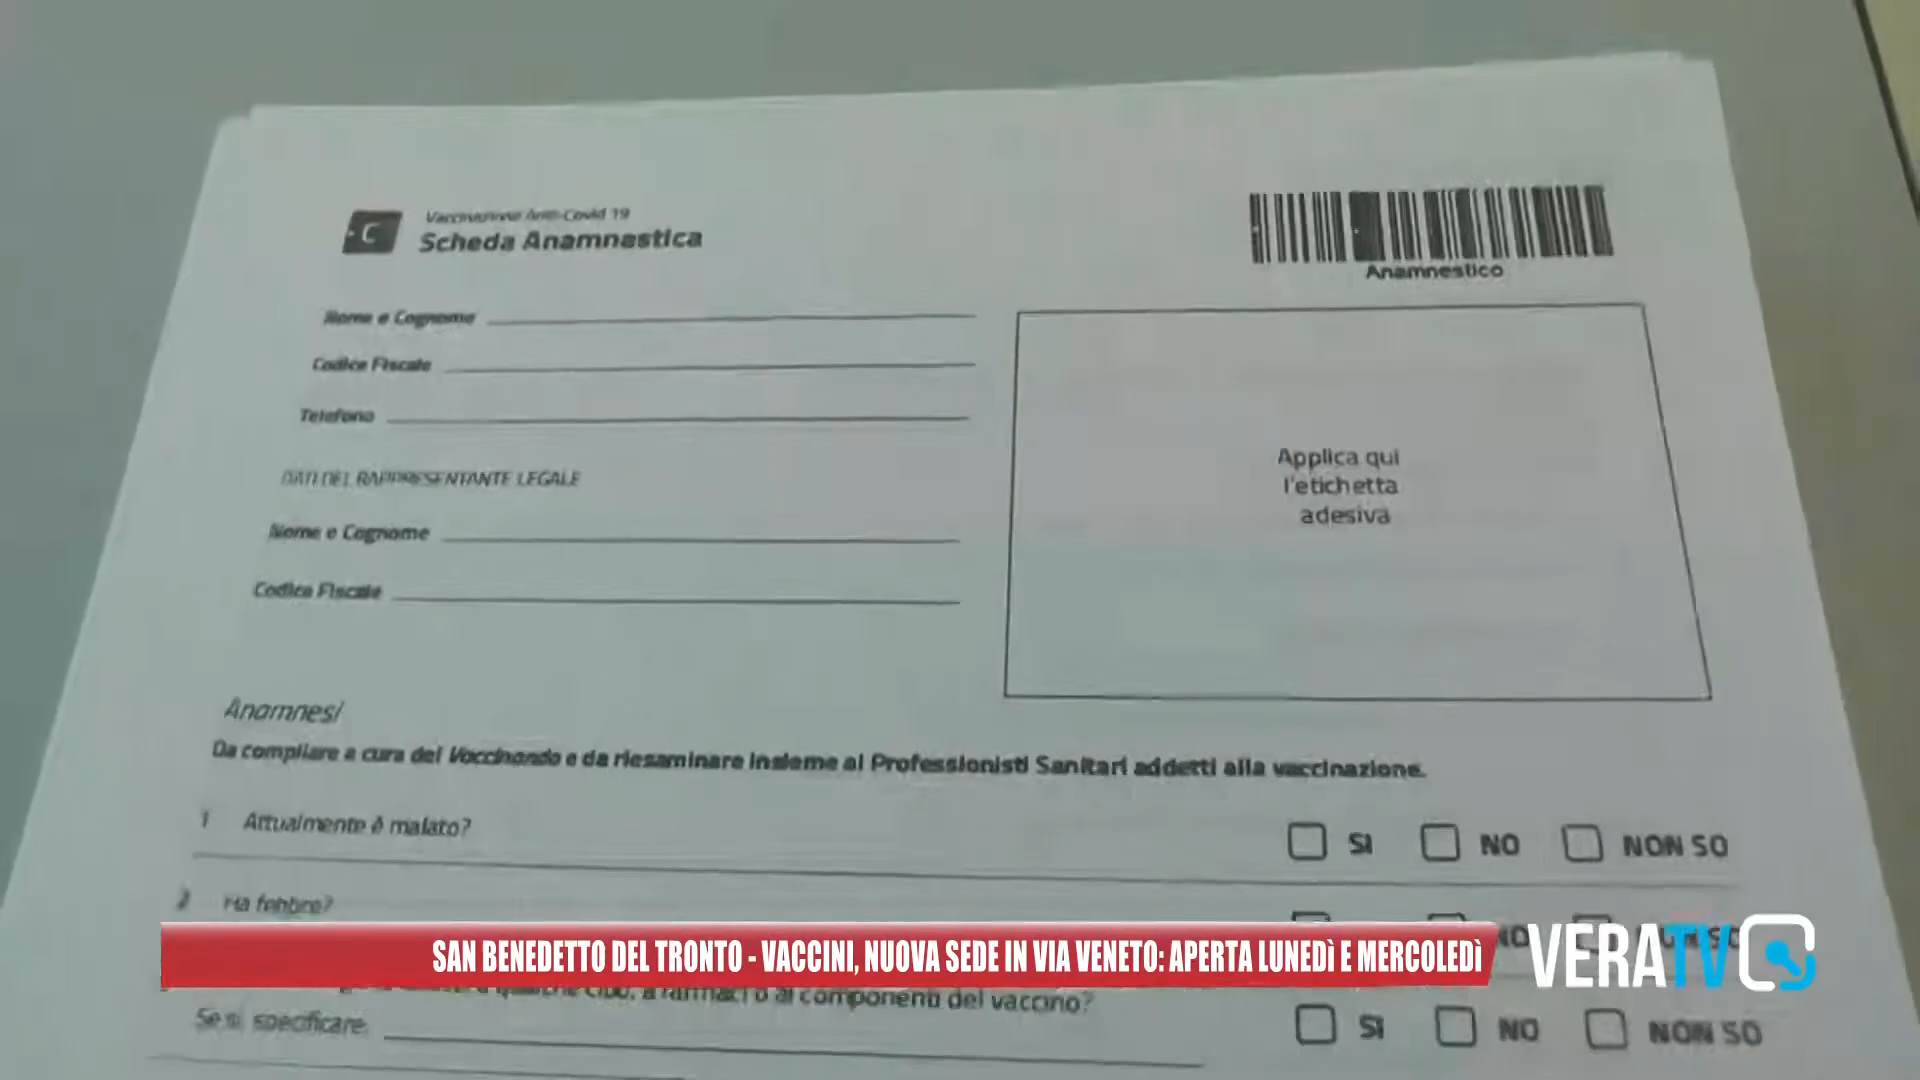 C
Vaccinazione Anti-Covid 19
Scheda Anamnestica
Anamnestico
Nome e Cognome
Codice Fiscale
Telefono
DATI DEL RAPPRESENTANTE LEGALE
Nome e Cognome
Codice Fiscale
Applica qui
l'etichetta
adesiva
Anamnesi
Da compilare a cura del Vaccinando e da riesaminare insieme ai Professionisti Sanitari addetti alla vaccinazione.
1 Attualmente è malato? SI NO NON SO
2 Ha febbre? NO
SAN BENEDETTO DEL TRONTO - VACCINI, NUOVA SEDE IN VIA VENETO: APERTA LUNEDì E MERCOLEDì
VERATV
a qualche cibo, a farmaci o ai componenti del vaccino?
Se si, specificare: SI NO NON SO